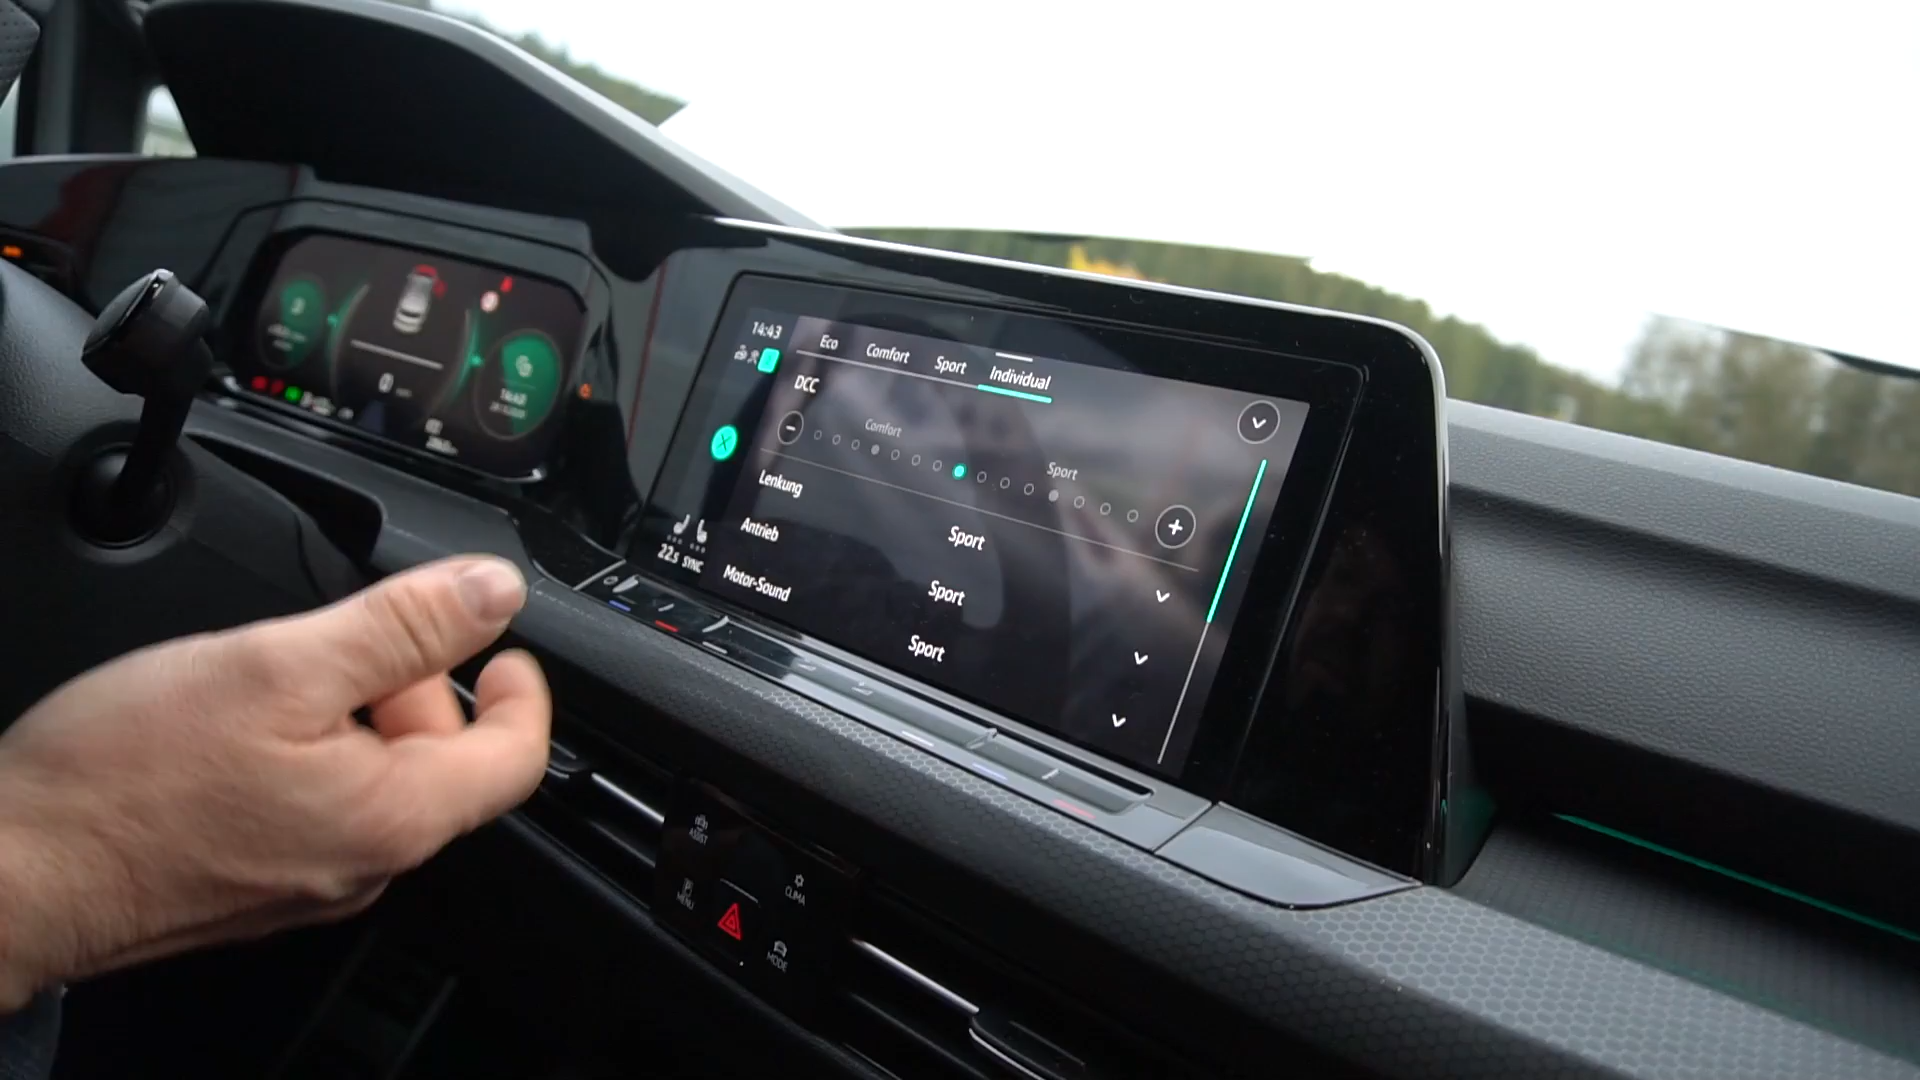 14:43
Eco Comfort Sport Individual
DCC
Comfort
Sport
Lenkung
Sport
Antrieb
Sport
Motor-Sound
Sport
22.5 SYNC
ASSIST
CLIMA
MENU
MODE